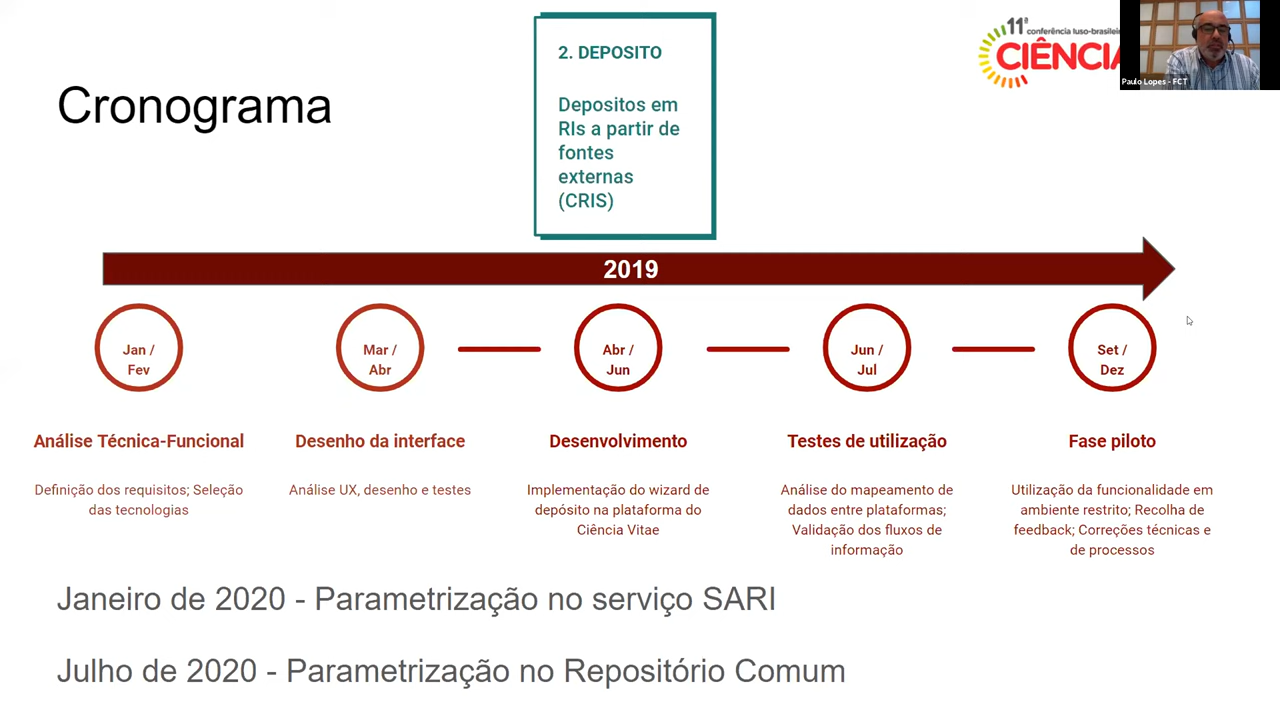 Cronograma
2. DEPOSITO
Depositos em
RIs a partir de
fontes
externas
(CRIS)
11ª
conferência luso-brasilei
CIÊNCIA
Paulo Lopes - FCT
2019
Jan /
Fev
Mar /
Abr
Abr /
Jun
Jun /
Jul
Set /
Dez
Análise Técnica-Funcional
Definição dos requisitos; Seleção
das tecnologias
Desenho da interface
Análise UX, desenho e testes
Desenvolvimento
Implementação do wizard de
depósito na plataforma do
Ciência Vitae
Testes de utilização
Análise do mapeamento de
dados entre plataformas;
Validação dos fluxos de
informação
Fase piloto
Utilização da funcionalidade em
ambiente restrito; Recolha de
feedback; Correções técnicas e
de processos
Janeiro de 2020 - Parametrização no serviço SARI
Julho de 2020 - Parametrização no Repositório Comum